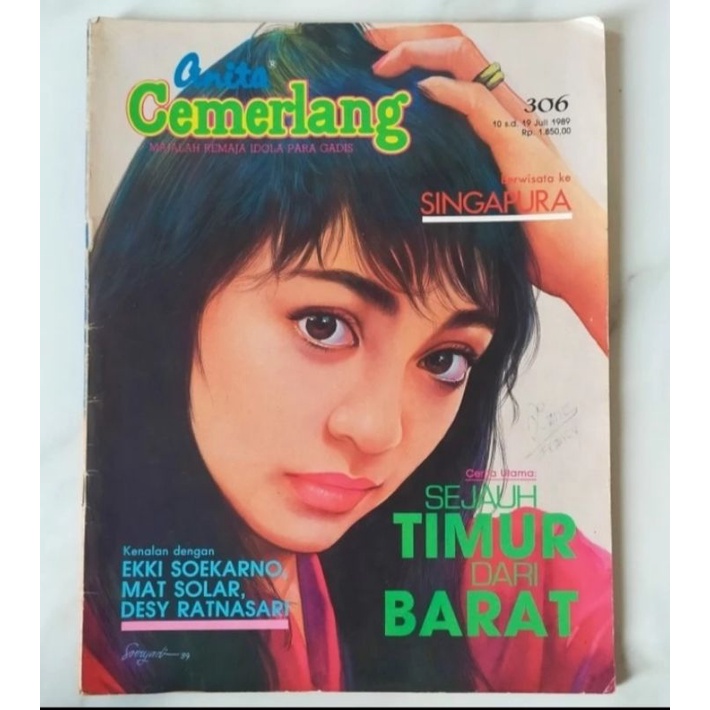 anita
Cemerlang
MAJALAH REMAJA IDOLA PARA GADIS
306
10 s.d. 19 Juli 1989
Rp. 1.850,00
Berwisata ke
SINGAPURA
Cerita Utama:
SEJAUH
TIMUR
DARI
BARAT
Kenalan dengan
EKKI SOEKARNO,
MAT SOLAR,
DESY RATNASARI